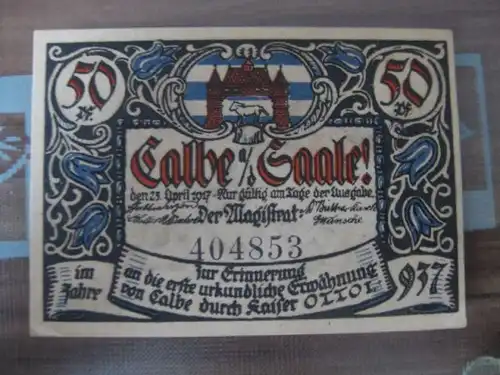 50 Pf.
50 Pf.
Calbe a/ Saale!
den 23. April 1917 - Nur gültig am Tage der Ausgabe.
Der Magistrat:
404853
im Jahre
zur Erinnerung
an die erste urkundliche Erwähnung
von Calbe durch Kaiser OTTO I.
937